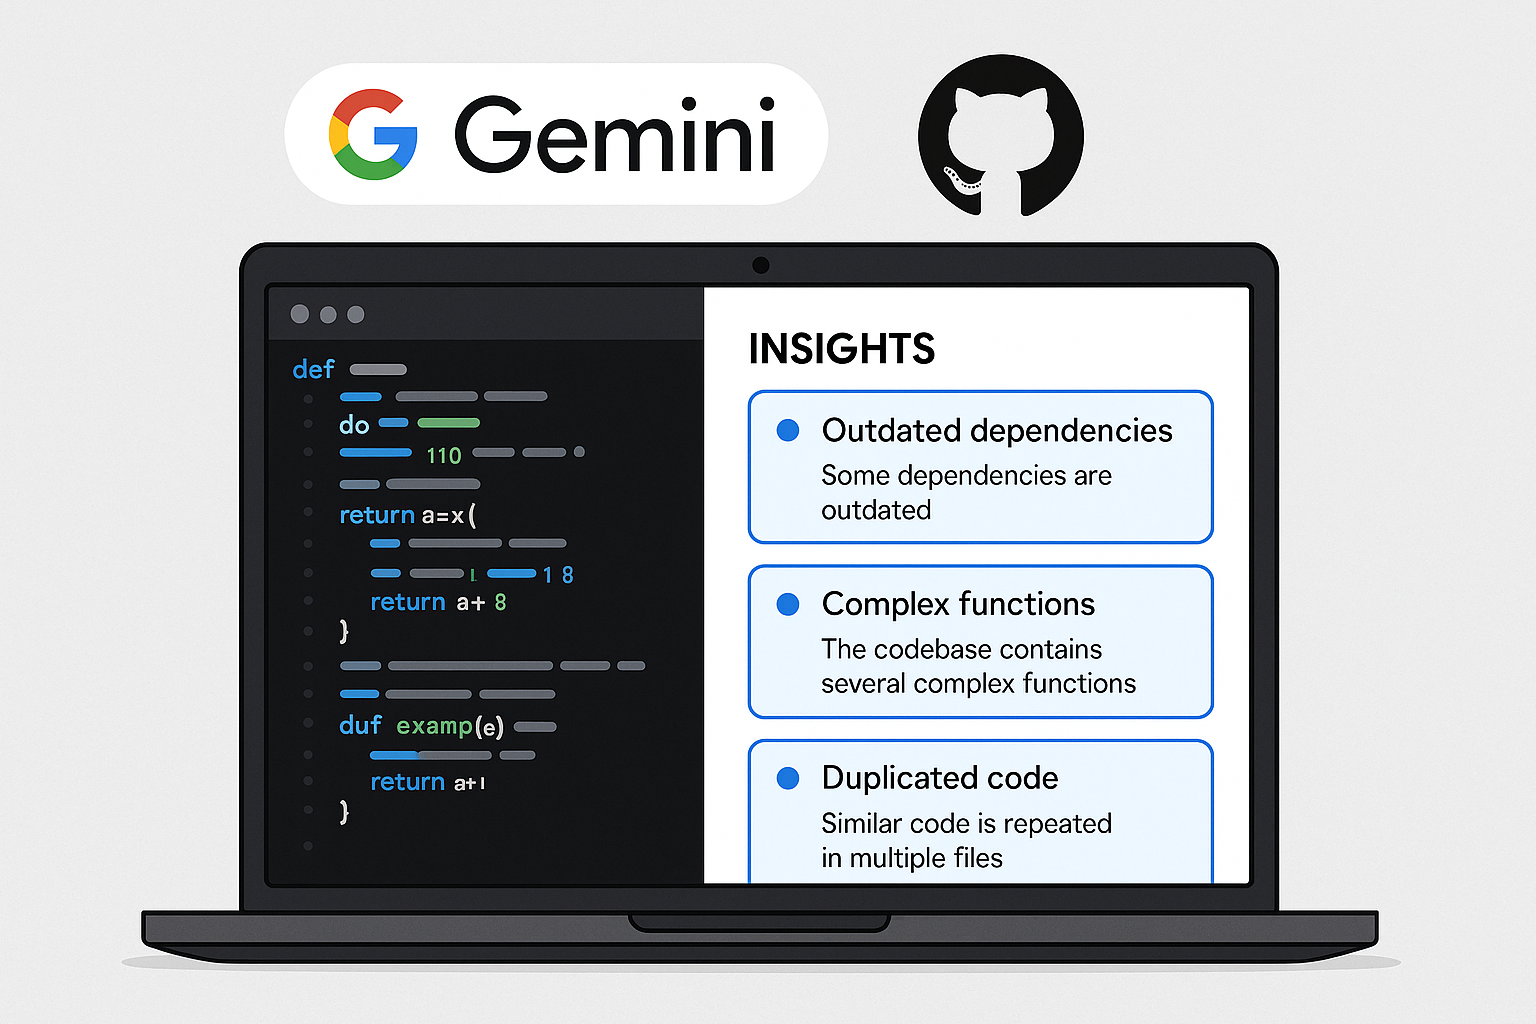 Gemini
def
do
110
return a=x(
1 8
return a+ 8
}
duf examp(e)
return a+ı
}
INSIGHTS
Outdated dependencies
Some dependencies are
outdated
Complex functions
The codebase contains
several complex functions
Duplicated code
Similar code is repeated
in multiple files